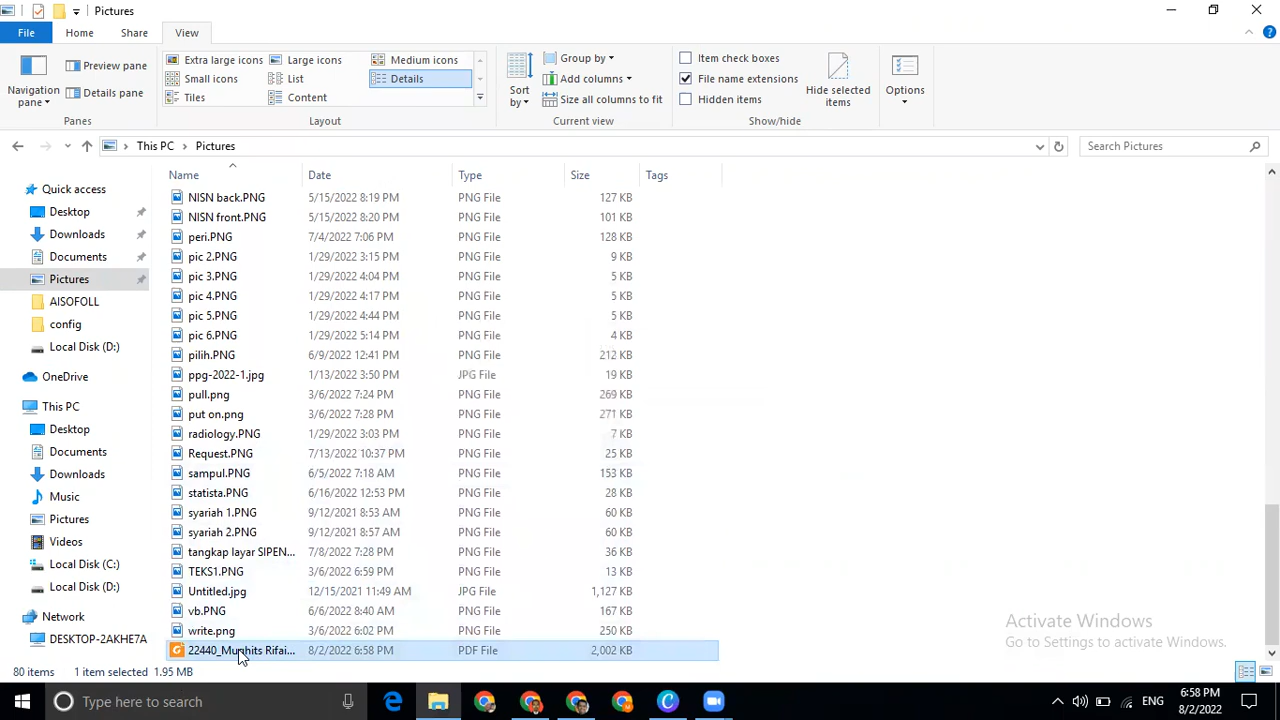 Pictures
File Home Share View
Extra large icons Large icons Medium icons
Small icons List Details
Tiles Content
Preview pane
Details pane
Navigation pane
Panes
Layout
Sort by
Group by
Add columns
Size all columns to fit
Current view
Item check boxes
File name extensions
Hidden items
Hide selected items
Show/hide
Options
This PC Pictures
Search Pictures
Quick access
Desktop
Downloads
Documents
Pictures
AISOFOLL
config
Local Disk (D:)
OneDrive
This PC
Desktop
Documents
Downloads
Music
Pictures
Videos
Local Disk (C:)
Local Disk (D:)
Network
DESKTOP-2AKHE7A
Name Date Type Size Tags
NISN back.PNG 5/15/2022 8:19 PM PNG File 127 KB
NISN front.PNG 5/15/2022 8:20 PM PNG File 101 KB
peri.PNG 7/4/2022 7:06 PM PNG File 128 KB
pic 2.PNG 1/29/2022 3:15 PM PNG File 9 KB
pic 3.PNG 1/29/2022 4:04 PM PNG File 5 KB
pic 4.PNG 1/29/2022 4:17 PM PNG File 5 KB
pic 5.PNG 1/29/2022 4:44 PM PNG File 5 KB
pic 6.PNG 1/29/2022 5:14 PM PNG File 4 KB
pilih.PNG 6/9/2022 12:41 PM PNG File 212 KB
ppg-2022-1.jpg 1/13/2022 3:50 PM JPG File 19 KB
pull.png 3/6/2022 7:24 PM PNG File 269 KB
put on.png 3/6/2022 7:28 PM PNG File 271 KB
radiology.PNG 1/29/2022 3:03 PM PNG File 7 KB
Request.PNG 7/13/2022 10:37 PM PNG File 25 KB
sampul.PNG 6/5/2022 7:18 AM PNG File 153 KB
statista.PNG 6/16/2022 12:53 PM PNG File 28 KB
syariah 1.PNG 9/12/2021 8:53 AM PNG File 60 KB
syariah 2.PNG 9/12/2021 8:57 AM PNG File 60 KB
tangkap layar SIPEN... 7/8/2022 7:28 PM PNG File 36 KB
TEKS1.PNG 3/6/2022 6:59 PM PNG File 13 KB
Untitled.jpg 12/15/2021 11:49 AM JPG File 1,127 KB
vb.PNG 6/6/2022 8:40 AM PNG File 167 KB
write.png 3/6/2022 6:02 PM PNG File 250 KB
Rifai... 8/2/2022 6:58 PM PDF File 2,002 KB
Activate Windows
Go to Settings to activate Windows.
80 items 1 item selected 1.95 MB
Type here to search
ENG
6:58 PM
8/2/2022